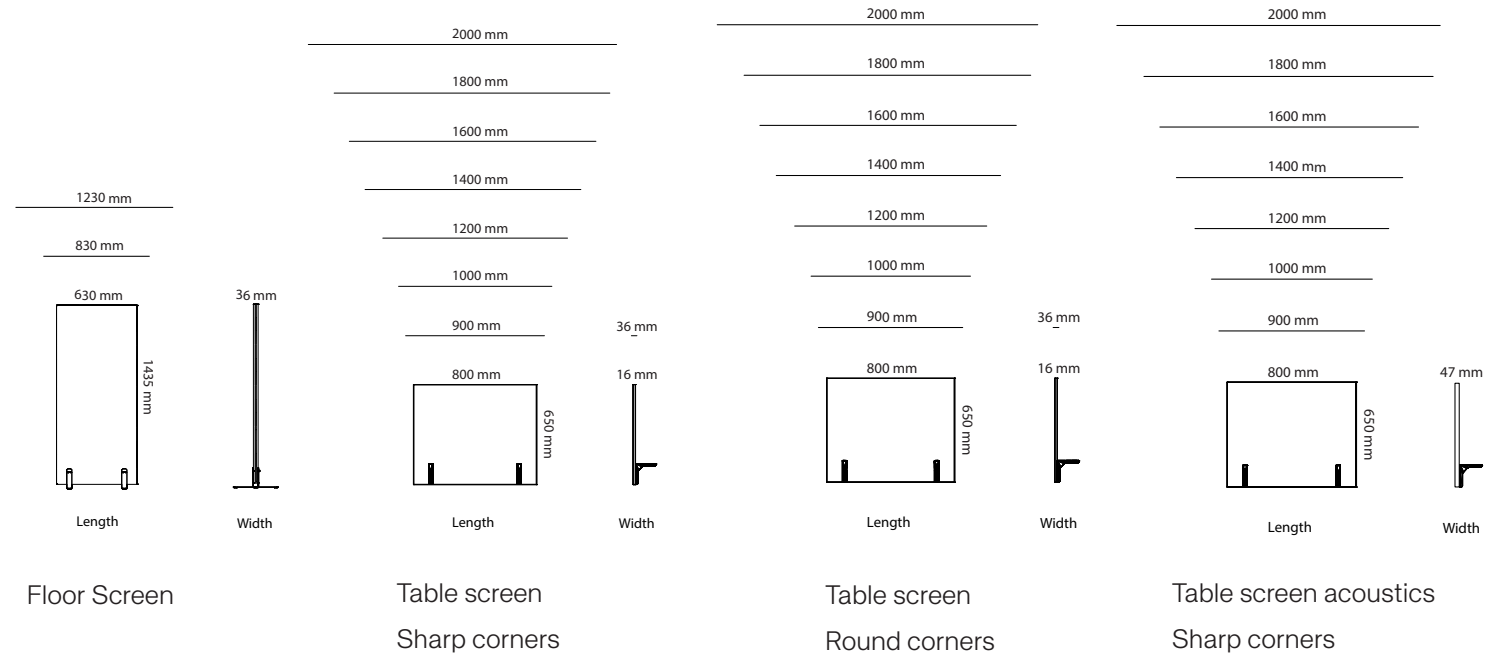 1230 mm
830 mm
630 mm
1435 mm
36 mm
Length
Width
Floor Screen
2000 mm
1800 mm
1600 mm
1400 mm
1200 mm
1000 mm
900 mm
800 mm
650 mm
36 mm
16 mm
Length
Width
Table screen
Sharp corners
2000 mm
1800 mm
1600 mm
1400 mm
1200 mm
1000 mm
900 mm
800 mm
650 mm
36 mm
16 mm
Length
Width
Table screen
Round corners
2000 mm
1800 mm
1600 mm
1400 mm
1200 mm
1000 mm
900 mm
800 mm
650 mm
47 mm
Length
Width
Table screen acoustics
Sharp corners